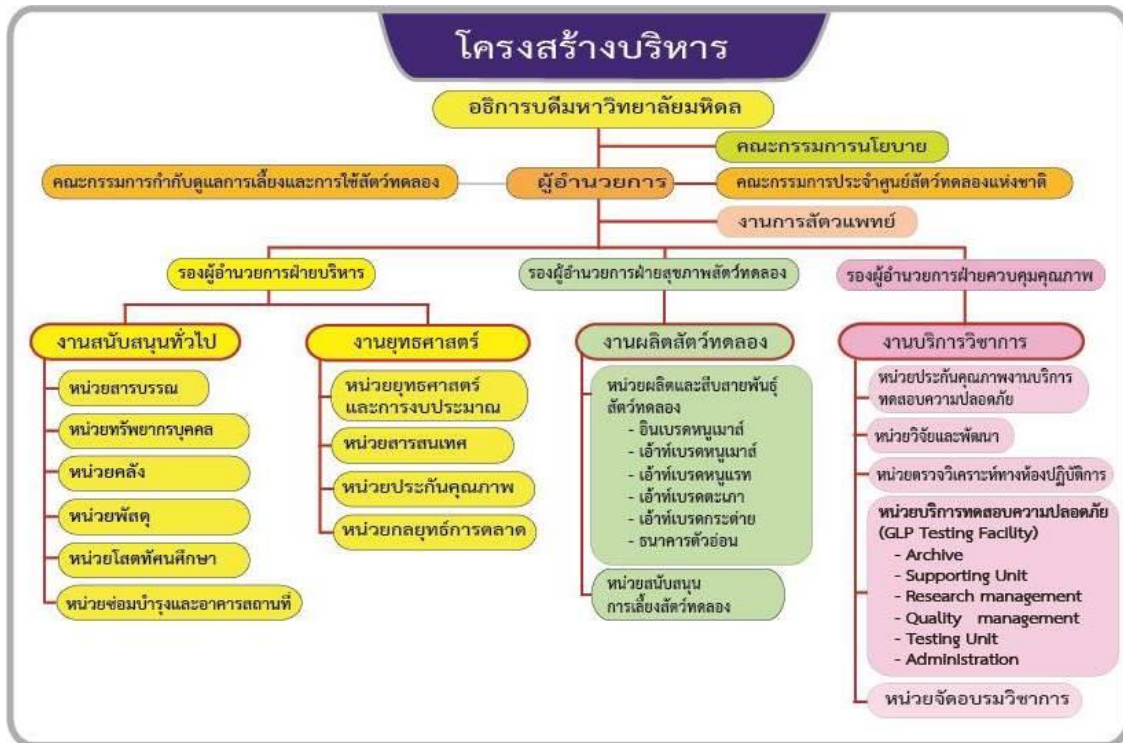 โครงสร้างบริหาร
อธิการบดีมหาวิทยาลัยมหิดล
คณะกรรมการนโยบาย
คณะกรรมการกำกับดูแลการเลี้ยงและการใช้สัตว์ทดลอง
ผู้อำนวยการ
คณะกรรมการประจำศูนย์สัตว์ทดลองแห่งชาติ
งานการสัตวแพทย์
รองผู้อำนวยการฝ่ายบริหาร
รองผู้อำนวยการฝ่ายสุขภาพสัตว์ทดลอง
รองผู้อำนวยการฝ่ายควบคุมคุณภาพ
งานสนับสนุนทั่วไป
หน่วยสารบรรณ
หน่วยทรัพยากรบุคคล
หน่วยคลัง
หน่วยพัสดุ
หน่วยโสตทัศนศึกษา
หน่วยซ่อมบำรุงและอาคารสถานที่
งานยุทธศาสตร์
หน่วยยุทธศาสตร์
และการงบประมาณ
หน่วยสารสนเทศ
หน่วยประกันคุณภาพ
หน่วยกลยุทธ์การตลาด
งานผลิตสัตว์ทดลอง
หน่วยผลิตและสืบสายพันธุ์
สัตว์ทดลอง
- อินเบรดหนูเมาส์
- เอ้าท์เบรดหนูเมาส์
- เอ้าท์เบรดหนูแรท
- เอ้าท์เบรดตะเภา
- เอ้าท์เบรดกระต่าย
- ธนาคารตัวอ่อน
หน่วยสนับสนุน
การเลี้ยงสัตว์ทดลอง
งานบริการวิชาการ
หน่วยประกันคุณภาพงานบริการ
ทดสอบความปลอดภัย
หน่วยวิจัยและพัฒนา
หน่วยตรวจวิเคราะห์ทางห้องปฏิบัติการ
หน่วยบริการทดสอบความปลอดภัย
(GLP Testing Facility)
- Archive
- Supporting Unit
- Research management
- Quality management
- Testing Unit
- Administration
หน่วยจัดอบรมวิชาการ